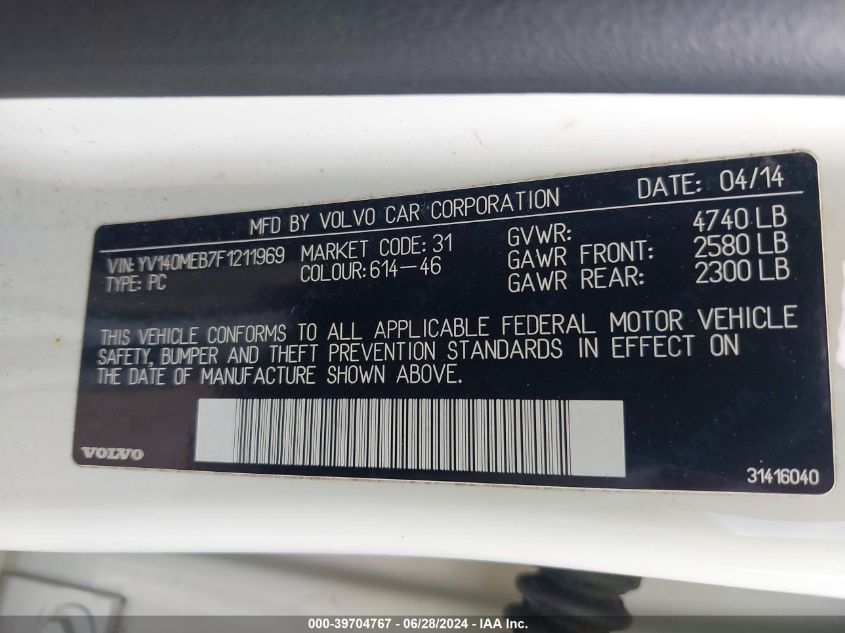 MFD BY VOLVO CAR CORPORATION DATE: 04/14
VIN: YV140MEB7F1211969 MARKET CODE: 31 GVWR: 4740 LB
TYPE: PC COLOUR: 614-46 GAWR FRONT: 2580 LB
GAWR REAR: 2300 LB
THIS VEHICLE CONFORMS TO ALL APPLICABLE FEDERAL MOTOR VEHICLE
SAFETY, BUMPER AND THEFT PREVENTION STANDARDS IN EFFECT ON
THE DATE OF MANUFACTURE SHOWN ABOVE.
VOLVO 31416040
000-39704767 / 06/28/2024 - IAA Inc.